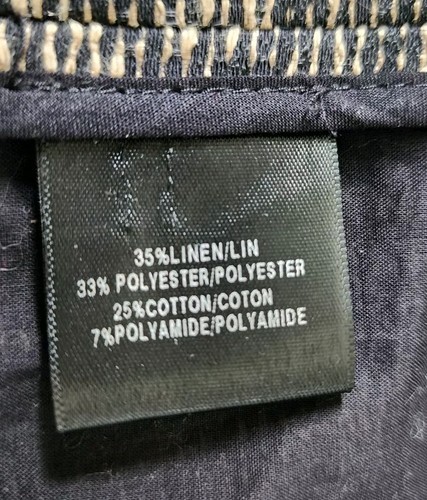 35%LINEN/LIN
33% POLYESTER/POLYESTER
25%COTTON/COTON
7%POLYAMIDE/POLYAMIDE